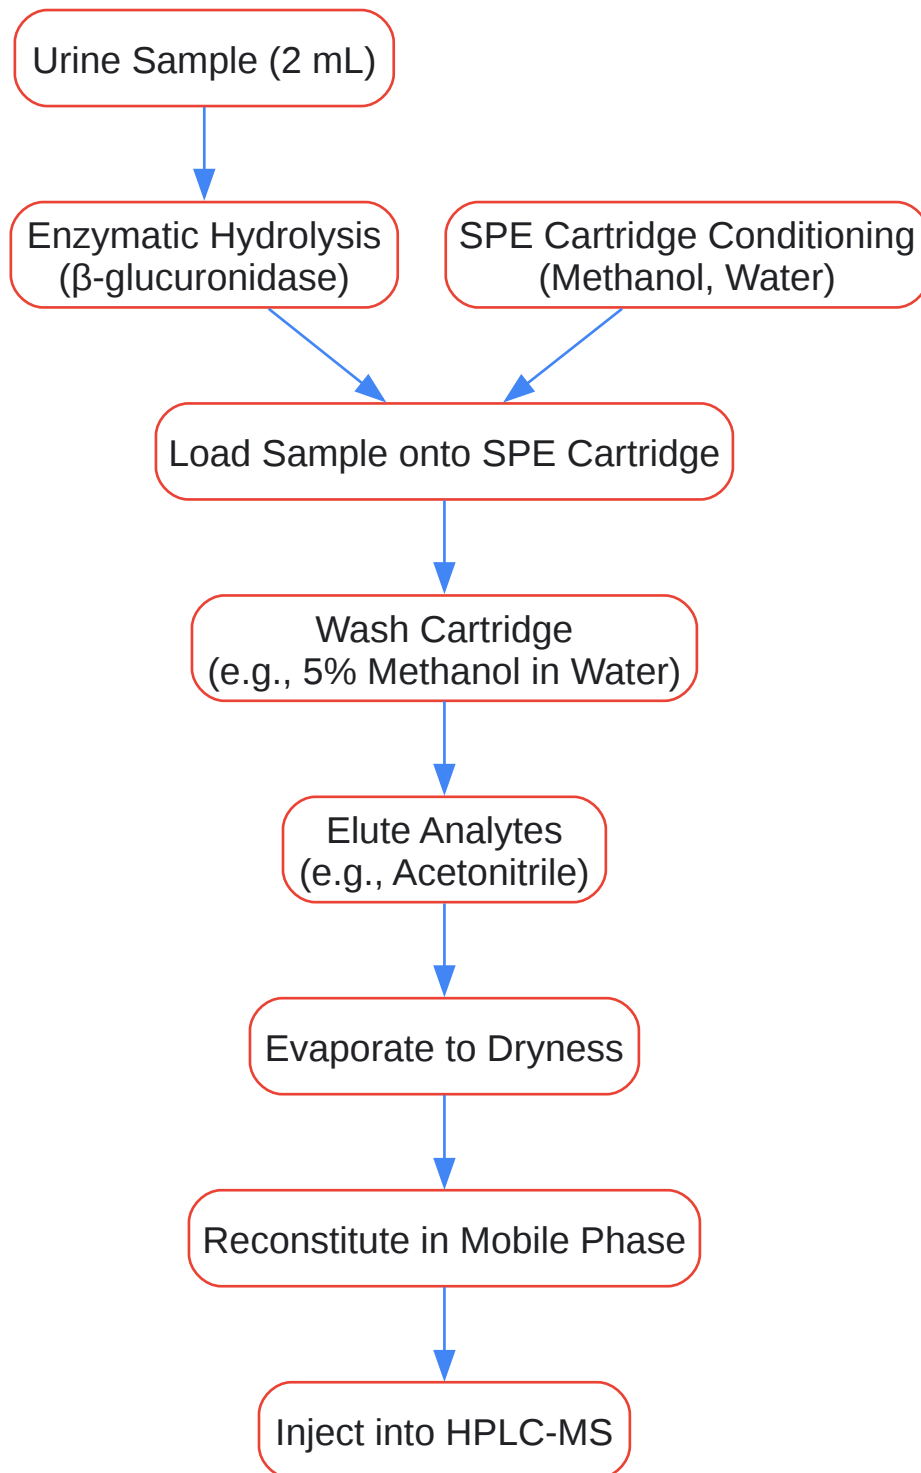 Urine Sample (2 mL)
Enzymatic Hydrolysis
(β-glucuronidase)
SPE Cartridge Conditioning
(Methanol, Water)
Load Sample onto SPE Cartridge
Wash Cartridge
(e.g., 5% Methanol in Water)
Elute Analytes
(e.g., Acetonitrile)
Evaporate to Dryness
Reconstitute in Mobile Phase
Inject into HPLC-MS